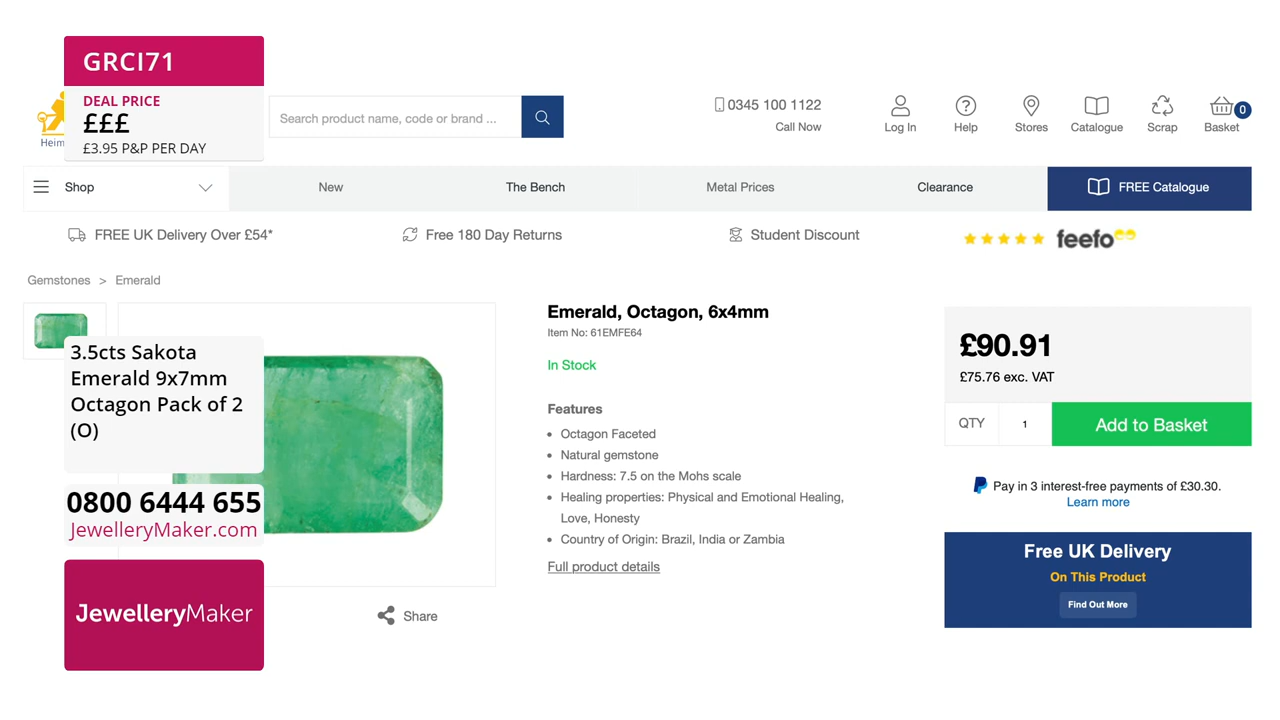 GRCI71
DEAL PRICE
£££
£3.95 P&P PER DAY
Heim
Search product name, code or brand ...
0345 100 1122
Call Now
Log In
Help
Stores
Catalogue
Scrap
Basket
0
Shop
New
The Bench
Metal Prices
Clearance
FREE Catalogue
FREE UK Delivery Over £54*
Free 180 Day Returns
Student Discount
feefo
Gemstones > Emerald
3.5cts Sakota
Emerald 9x7mm
Octagon Pack of 2
(O)
0800 6444 655
JewelleryMaker.com
JewelleryMaker
Share
Emerald, Octagon, 6x4mm
Item No: 61EMFE64
In Stock
Features
• Octagon Faceted
• Natural gemstone
• Hardness: 7.5 on the Mohs scale
• Healing properties: Physical and Emotional Healing,
Love, Honesty
• Country of Origin: Brazil, India or Zambia
Full product details
£90.91
£75.76 exc. VAT
QTY
1
Add to Basket
Pay in 3 interest-free payments of £30.30.
Learn more
Free UK Delivery
On This Product
Find Out More